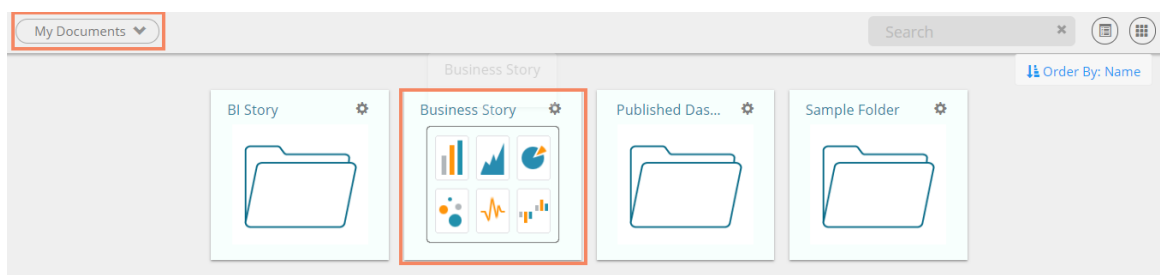 My Documents
Search
Business Story
Order By: Name
BI Story
Business Story
Published Das...
Sample Folder